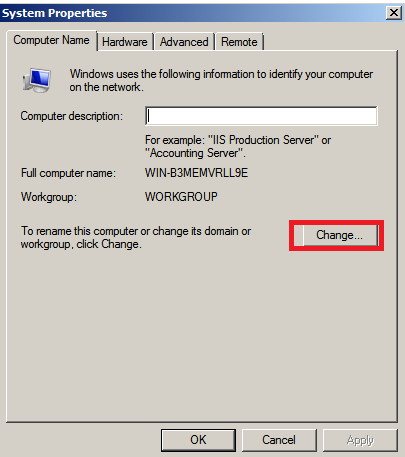 System Properties
Computer Name Hardware Advanced Remote
Windows uses the following information to identify your computer
on the network.
Computer description:
For example: "IIS Production Server" or
"Accounting Server".
Full computer name: WIN-B3MEMVRLL9E
Workgroup: WORKGROUP
To rename this computer or change its domain or
workgroup, click Change.
Change...
OK Cancel Apply